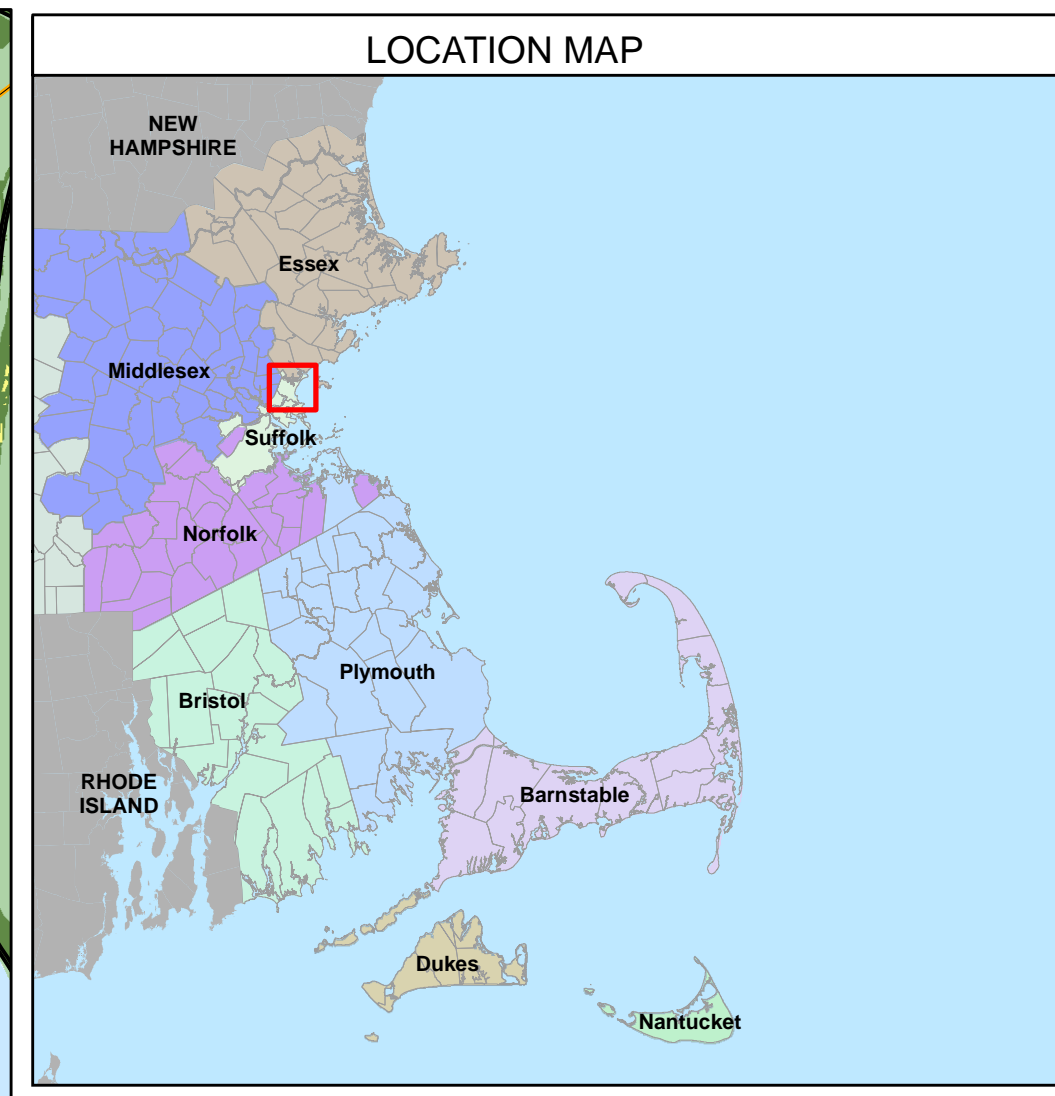 LOCATION MAP
NEW
HAMPSHIRE
Essex
Middlesex
Suffolk
Norfolk
Plymouth
Bristol
RHODE
ISLAND
Barnstable
Dukes
Nantucket